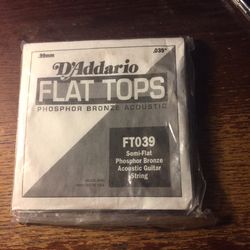 .99mm .039"
D'Addario
FLAT TOPS
PHOSPHOR BRONZE ACOUSTIC
FT039
Semi-Flat
Phosphor Bronze
Acoustic Guitar
String